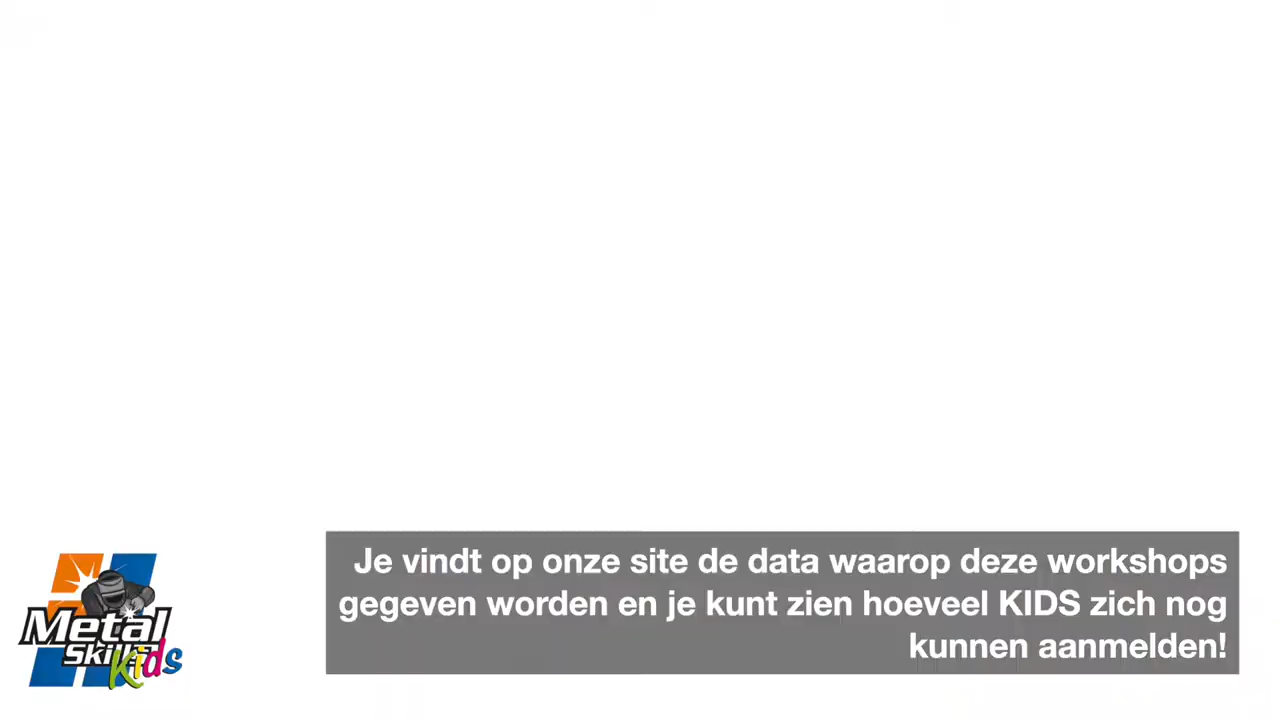 Je vindt op onze site de data waarop deze workshops
gegeven worden en je kunt zien hoeveel KIDS zich nog
kunnen aanmelden!
Metal
Skills
Kids